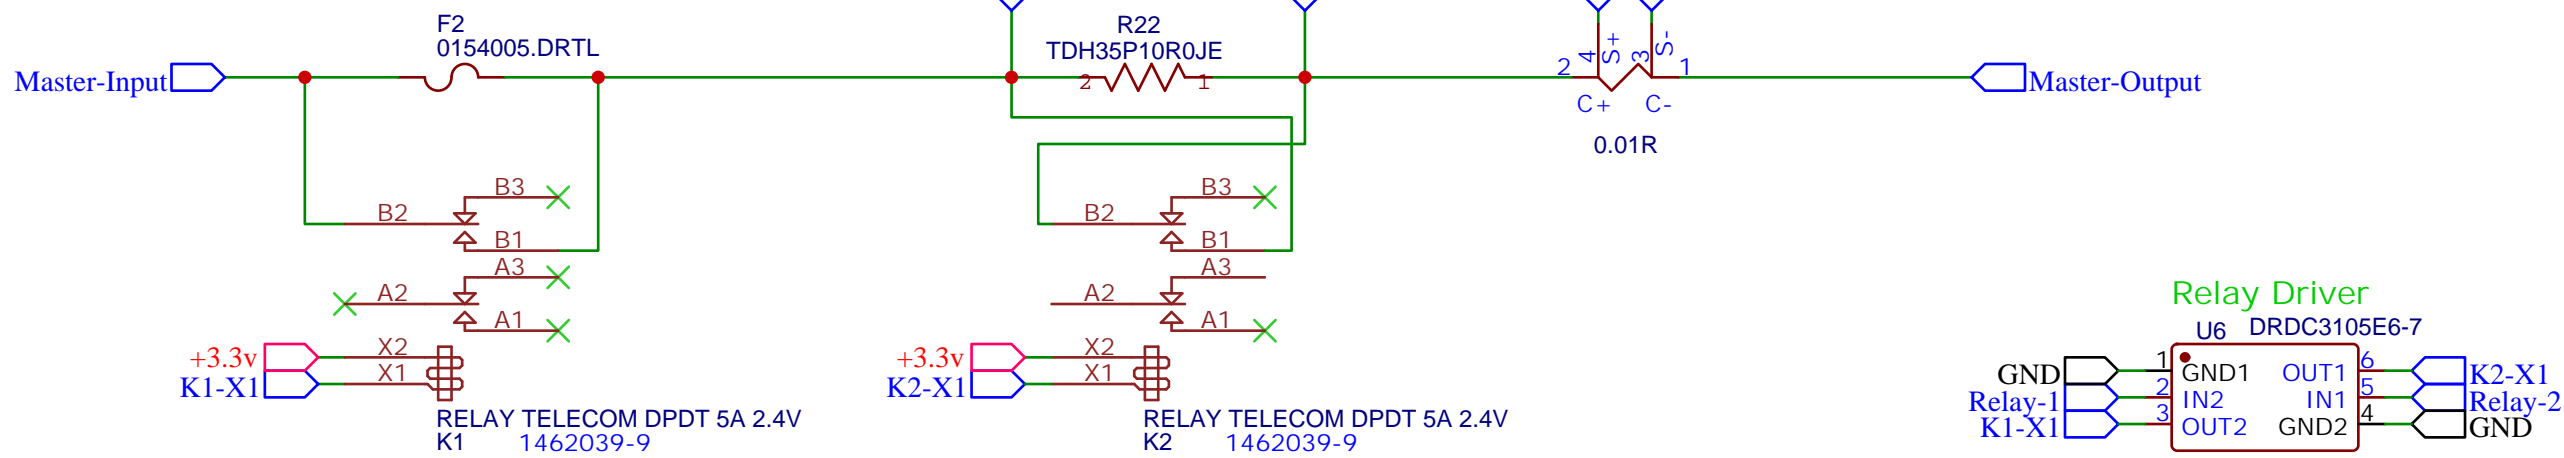 F2
0154005.DRTL
Master-Input
R22
TDH35P10R0JE
2
1
2
4
S+
3
S-
1
C+
C-
0.01R
Master-Output
B3
B2
B1
A3
A2
A1
+3.3v
X2
K1-X1
X1
RELAY TELECOM DPDT 5A 2.4V
K1
1462039-9
B3
B2
B1
A3
A2
A1
+3.3v
X2
K2-X1
X1
RELAY TELECOM DPDT 5A 2.4V
K2
1462039-9
Relay Driver
U6 DRDC3105E6-7
GND 1 GND1 OUT1 6 K2-X1
Relay-1 2 IN2 IN1 5 Relay-2
K1-X1 3 OUT2 GND2 4 GND